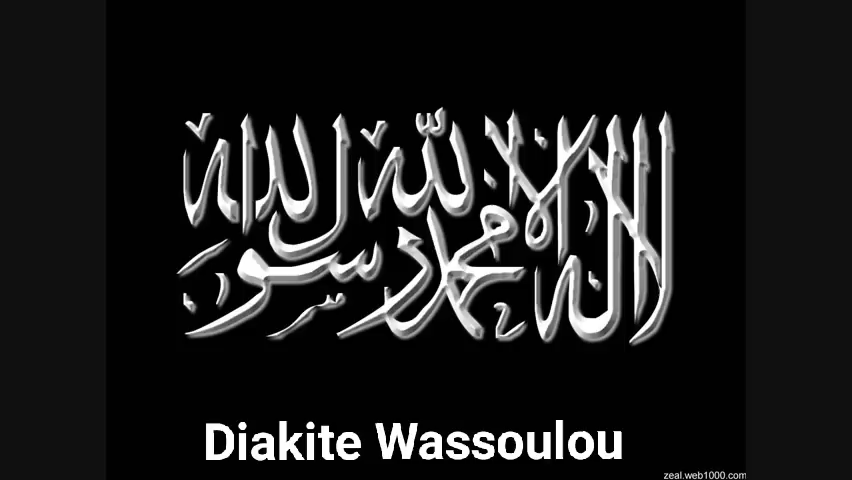 لا اله الا الله محمد رسول الله
Diakite Wassoulou
zeal.web1000.com